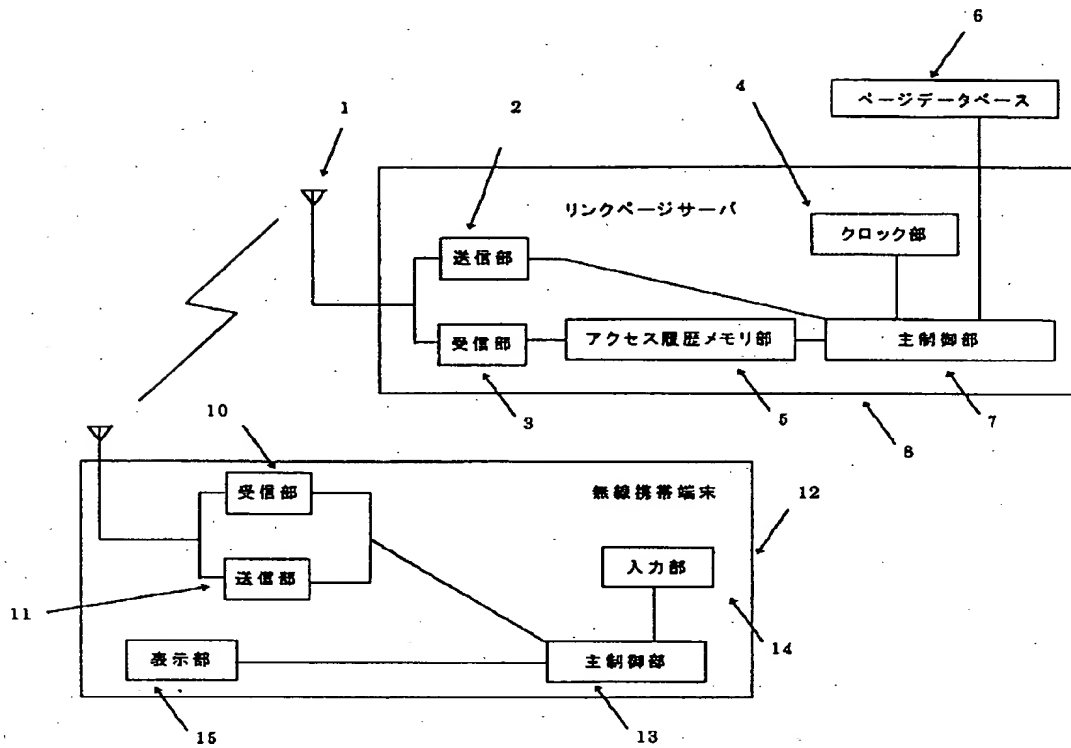 6
ページデータベース
4
1
2
リンクページサーバ
クロック部
送信部
受信部
アクセス履歴メモリ部
主制御部
3
5
8
7
10
受信部
無線携帯端末
12
送信部
入力部
11
14
表示部
主制御部
15
13